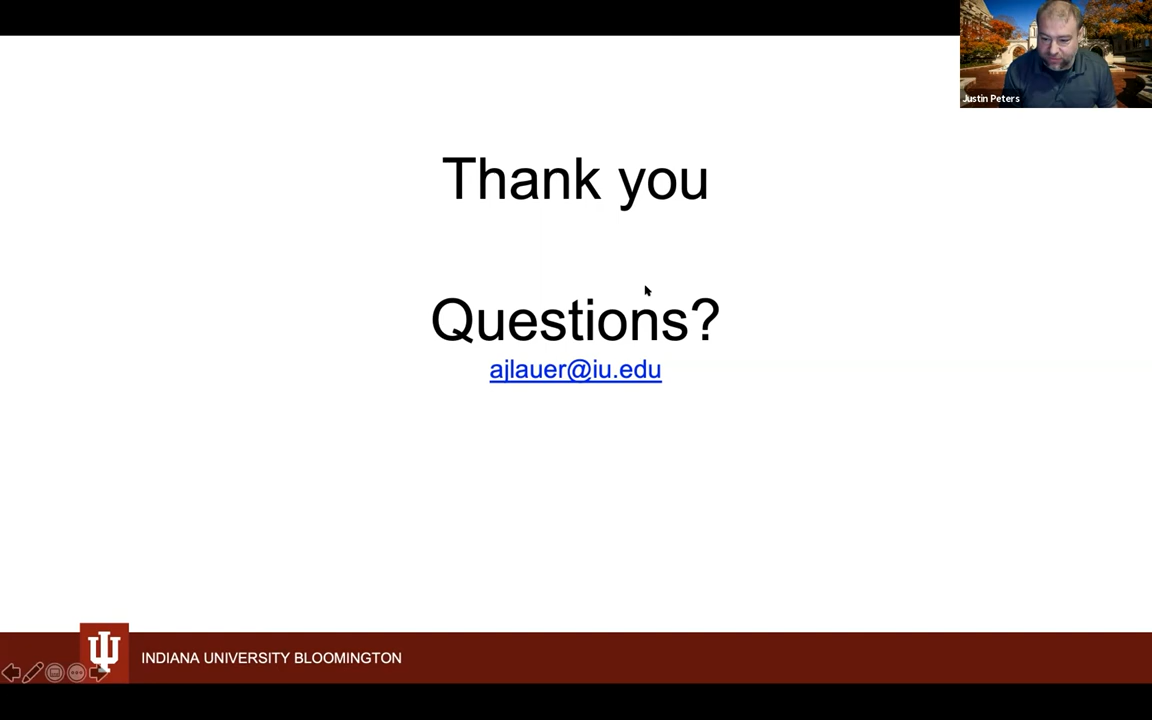 Justin Peters
Thank you
Questions?
ajlauer@iu.edu
INDIANA UNIVERSITY BLOOMINGTON